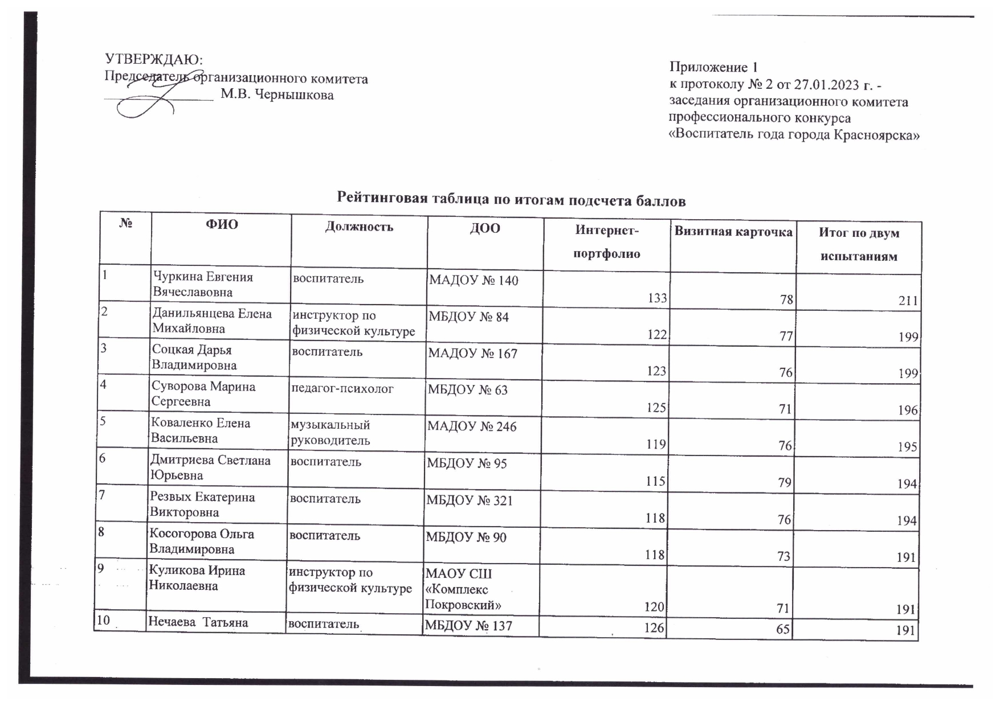 УТВЕРЖДАЮ:
Председатель организационного комитета
М.В. Чернышкова
Приложение 1
к протоколу № 2 от 27.01.2023 г. -
заседания организационного комитета
профессионального конкурса
«Воспитатель года города Красноярска»
Рейтинговая таблица по итогам подсчета баллов
№ ФИО Должность ДОО Интернет- Визитная карточка Итог по двум
портфолио испытаниям
1 Чуркина Евгения воспитатель МАДОУ № 140
Вячеславовна 133 78 211
2 Данильянцева Елена инструктор по МБДОУ № 84
Михайловна физической культуре 122 77 199
3 Соцкая Дарья воспитатель МАДОУ № 167
Владимировна 123 76 199
4 Суворова Марина педагог-психолог МБДОУ № 63
Сергеевна 125 71 196
5 Коваленко Елена музыкальный МАДОУ № 246
Васильевна руководитель 119 76 195
6 Дмитриева Светлана воспитатель МБДОУ № 95
Юрьевна 115 79 194
7 Резвых Екатерина воспитатель МБДОУ № 321
Викторовна 118 76 194
8 Косогорова Ольга воспитатель МБДОУ № 90
Владимировна 118 73 191
9 Куликова Ирина инструктор по МАОУ СШ
Николаевна физической культуре «Комплекс
Покровский» 120 71 191
10 Нечаева Татьяна воспитатель МБДОУ № 137 126 65 191